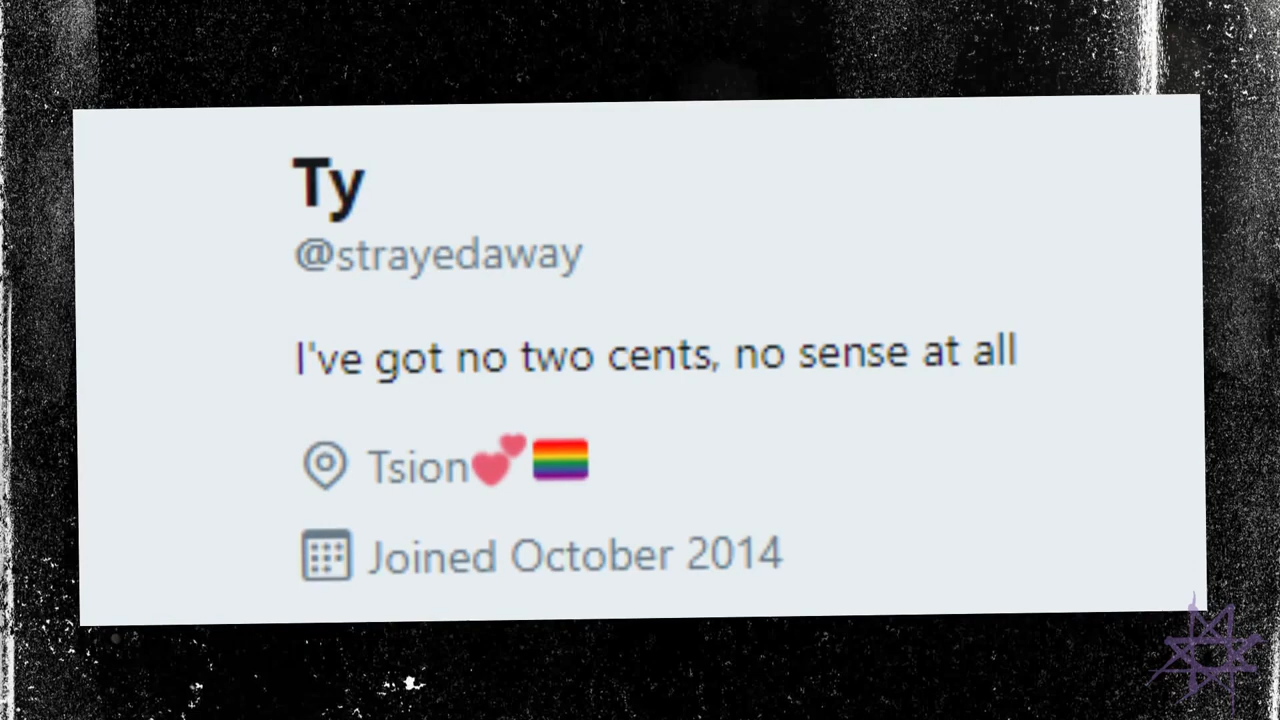 Ty
@strayedaway
I've got no two cents, no sense at all
Tsion💕🏳️‍🌈
Joined October 2014